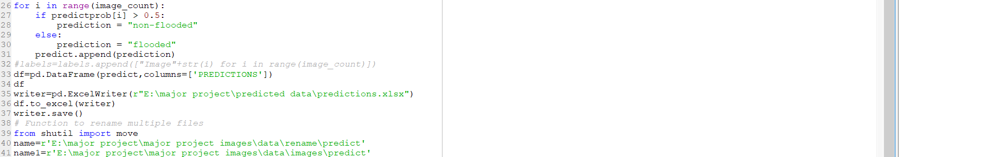 26 for i in range(image_count):
27     if predictprob[i] > 0.5:
28         prediction = "non-flooded"
29     else:
30         prediction = "flooded"
31     predict.append(prediction)
32 #labels=labels.append(["Image"+str(i) for i in range(image_count)])
33 df=pd.DataFrame(predict,columns=['PREDICTIONS'])
34 df
35 writer=pd.ExcelWriter(r"E:\major project\predicted data\predictions.xlsx")
36 df.to_excel(writer)
37 writer.save()
38 # Function to rename multiple files
39 from shutil import move
40 name=r'E:\major project\major project images\data\rename\predict'
41 name1=r'E:\major project\major project images\data\images\predict'